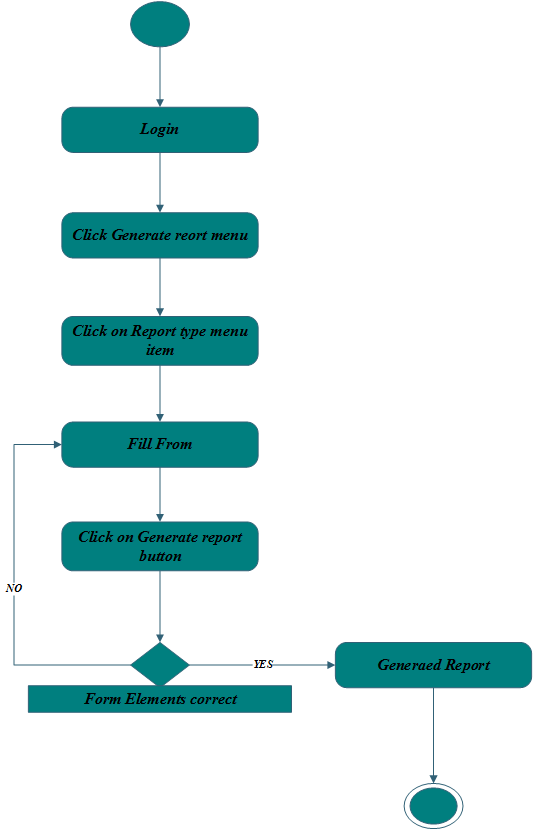 Login
Click Generate reort menu
Click on Report type menu
item
Fill From
Click on Generate report
button
NO
YES
Generaed Report
Form Elements correct